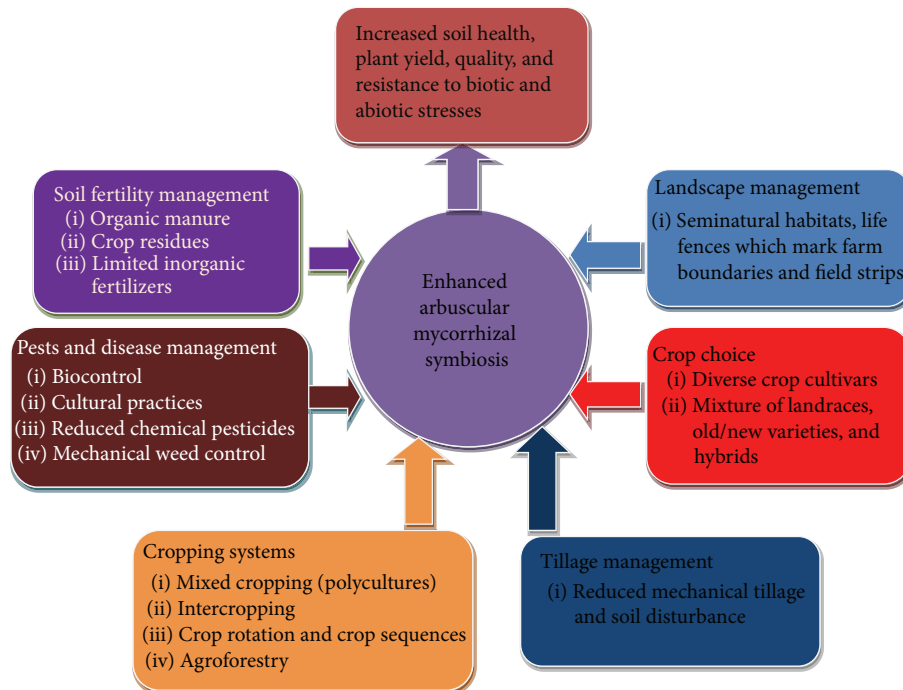 Increased soil health,
plant yield, quality, and
resistance to biotic and
abiotic stresses
Soil fertility management
(i) Organic manure
(ii) Crop residues
(iii) Limited inorganic
fertilizers
Landscape management
(i) Seminatural habitats, life
fences which mark farm
boundaries and field strips
Enhanced
arbuscular
mycorrhizal
symbiosis
Pests and disease management
(i) Biocontrol
(ii) Cultural practices
(iii) Reduced chemical pesticides
(iv) Mechanical weed control
Crop choice
(i) Diverse crop cultivars
(ii) Mixture of landraces,
old/new varieties, and
hybrids
Cropping systems
(i) Mixed cropping (polycultures)
(ii) Intercropping
(iii) Crop rotation and crop sequences
(iv) Agroforestry
Tillage management
(i) Reduced mechanical tillage
and soil disturbance